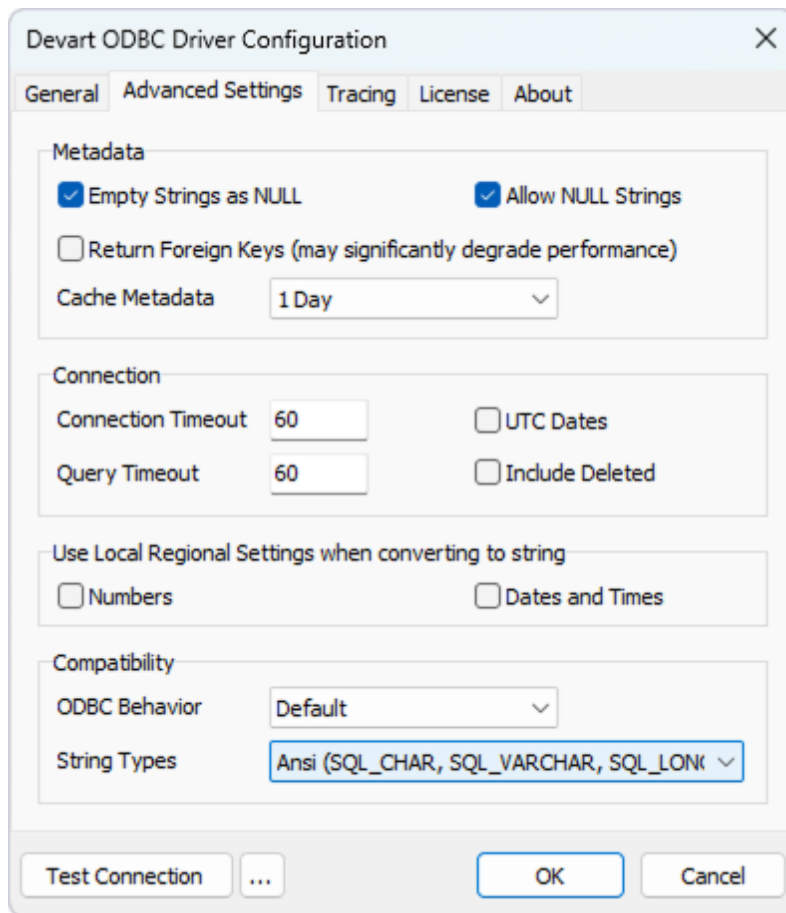 Devart ODBC Driver Configuration
General Advanced Settings Tracing License About
Metadata
Empty Strings as NULL Allow NULL Strings
Return Foreign Keys (may significantly degrade performance)
Cache Metadata 1 Day
Connection
Connection Timeout 60 UTC Dates
Query Timeout 60 Include Deleted
Use Local Regional Settings when converting to string
Numbers Dates and Times
Compatibility
ODBC Behavior Default
String Types Ansi (SQL_CHAR, SQL_VARCHAR, SQL_LONG
Test Connection ... OK Cancel